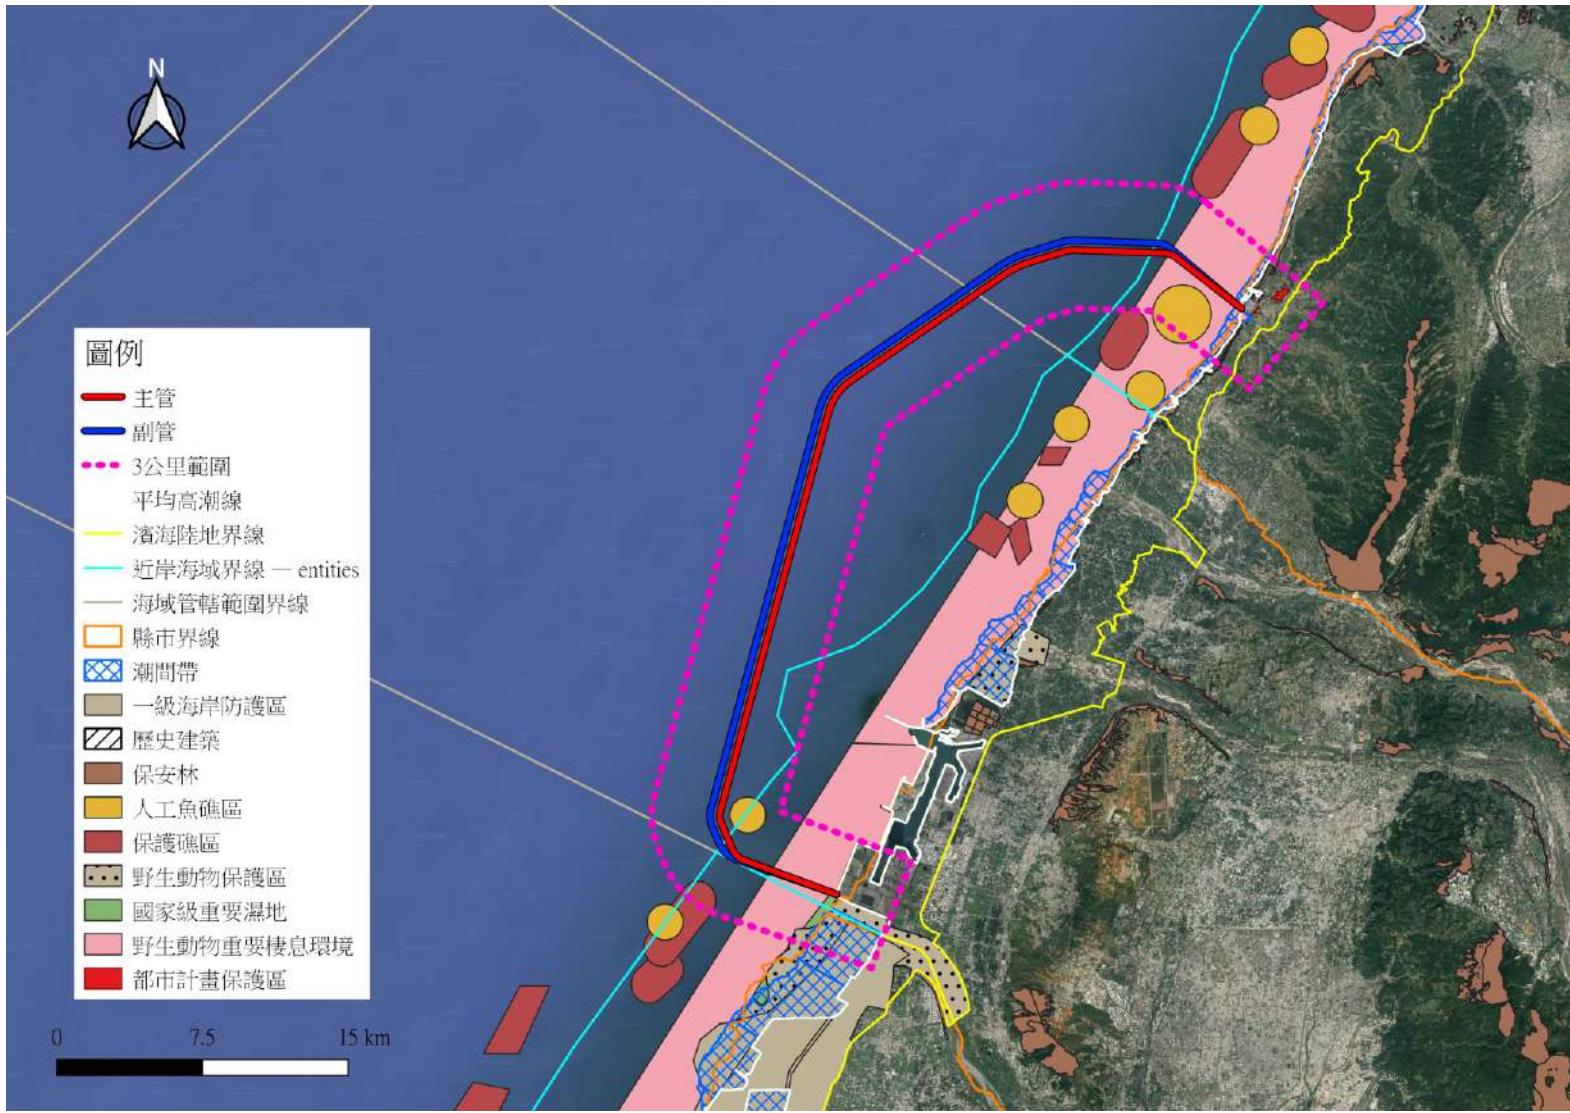 N
圖例
主管
副管
3公里範圍
平均高潮線
濱海陸地界線
近岸海域界線 — entities
海域管轄範圍界線
縣市界線
潮間帶
一級海岸防護區
歷史建築
保安林
人工魚礁區
保護礁區
野生動物保護區
國家級重要濕地
野生動物重要棲息環境
都市計畫保護區
0 7.5 15 km